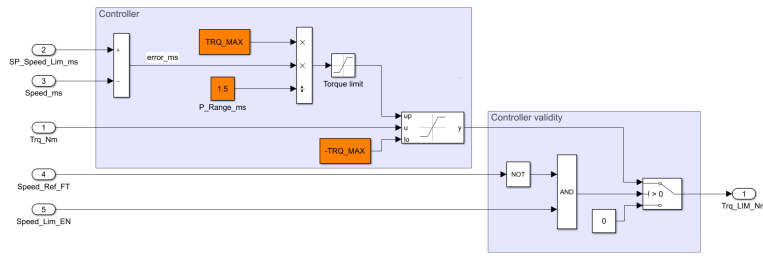 Controller
TRQ_MAX
2
+
×
SP_Speed_Lim_ms
error_ms
×
3
−
Speed_ms
1.5
÷
Torque limit
P_Range_ms
up
Controller validity
1
u
y
Trq_Nm
lo
-TRQ_MAX
4
NOT
Speed_Ref_FT
AND
> 0
1
5
0
Trq_LIM_Nr
Speed_Lim_EN